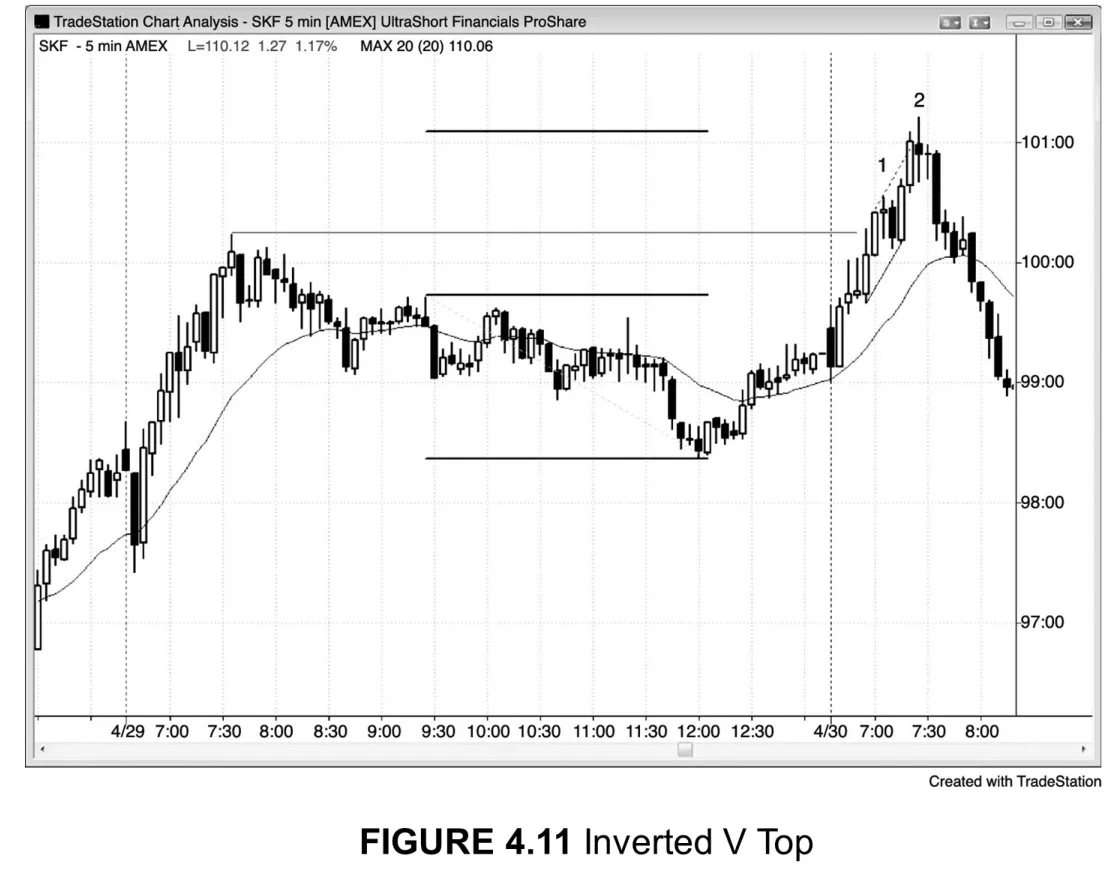 TradeStation Chart Analysis - SKF 5 min [AMEX] UltraShort Financials ProShare
SKF - 5 min AMEX L=110.12 1.27 1.17% MAX 20 (20) 110.06
2
101:00
1
100:00
99:00
98:00
97:00
4/29 7:00 7:30 8:00 8:30 9:00 9:30 10:00 10:30 11:00 11:30 12:00 12:30 4/30 7:00 7:30 8:00
Created with TradeStation
FIGURE 4.11 Inverted V Top